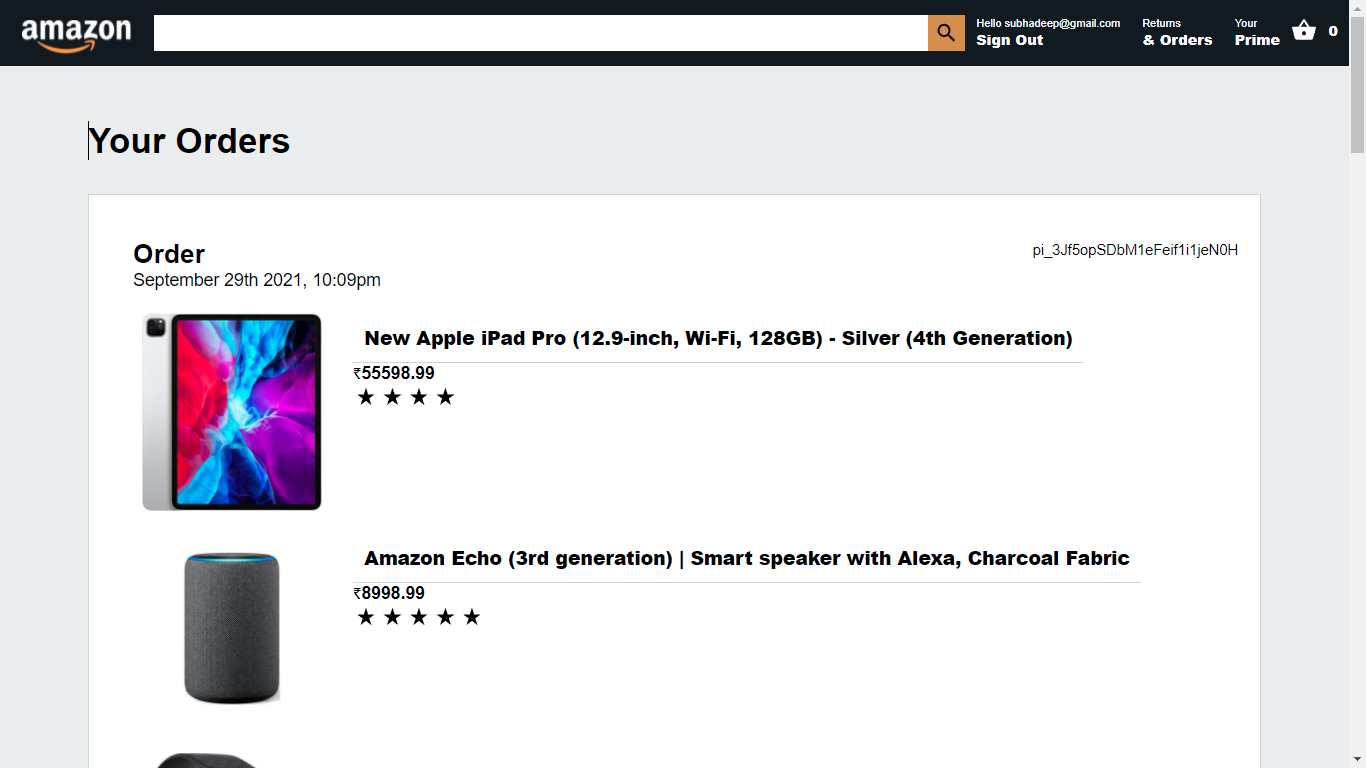 amazon
Hello subhadeep@gmail.com
Sign Out
Returns
& Orders
Your
Prime
0
Your Orders
Order
pi_3Jf5opSDbM1eFeif1i1jeN0H
September 29th 2021, 10:09pm
New Apple iPad Pro (12.9-inch, Wi-Fi, 128GB) - Silver (4th Generation)
₹55598.99
★ ★ ★ ★
Amazon Echo (3rd generation) | Smart speaker with Alexa, Charcoal Fabric
₹8998.99
★ ★ ★ ★ ★